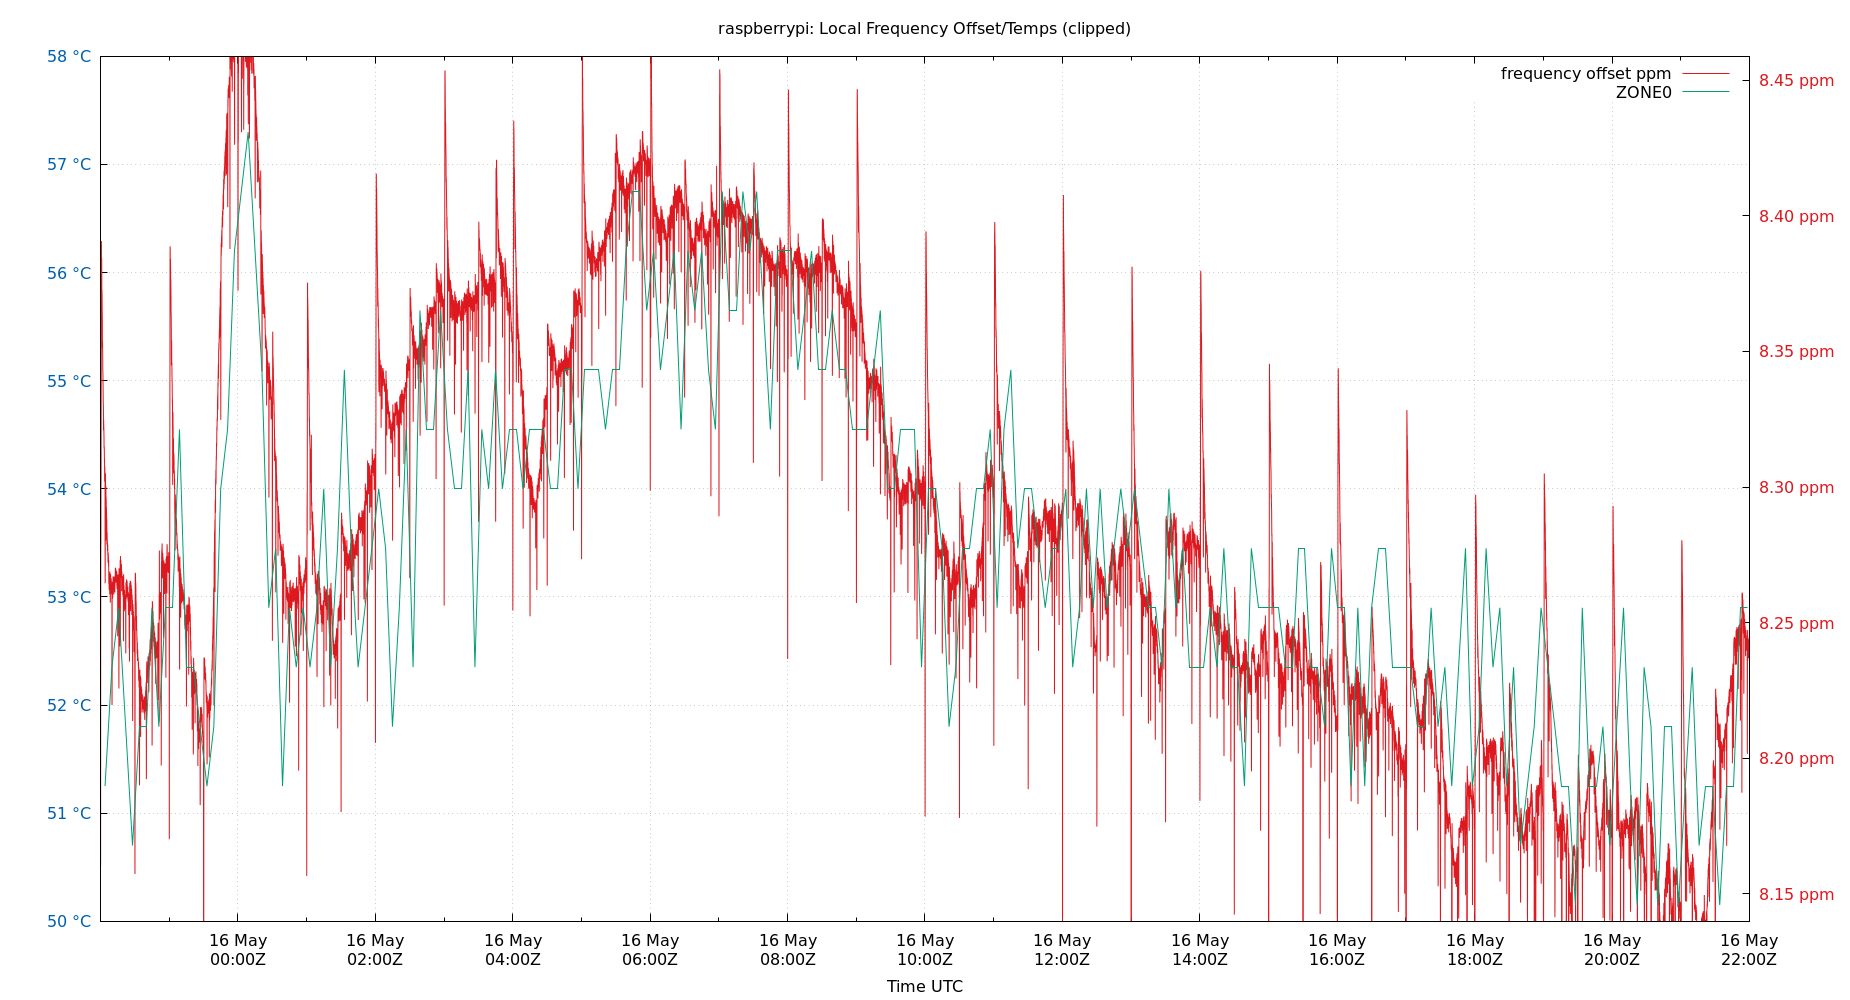 raspberrypi: Local Frequency Offset/Temps (clipped)
frequency offset ppm
ZONE0
58 °C
57 °C
56 °C
55 °C
54 °C
53 °C
52 °C
51 °C
50 °C
8.45 ppm
8.40 ppm
8.35 ppm
8.30 ppm
8.25 ppm
8.20 ppm
8.15 ppm
16 May
00:00Z
16 May
02:00Z
16 May
04:00Z
16 May
06:00Z
16 May
08:00Z
16 May
10:00Z
16 May
12:00Z
16 May
14:00Z
16 May
16:00Z
16 May
18:00Z
16 May
20:00Z
16 May
22:00Z
Time UTC